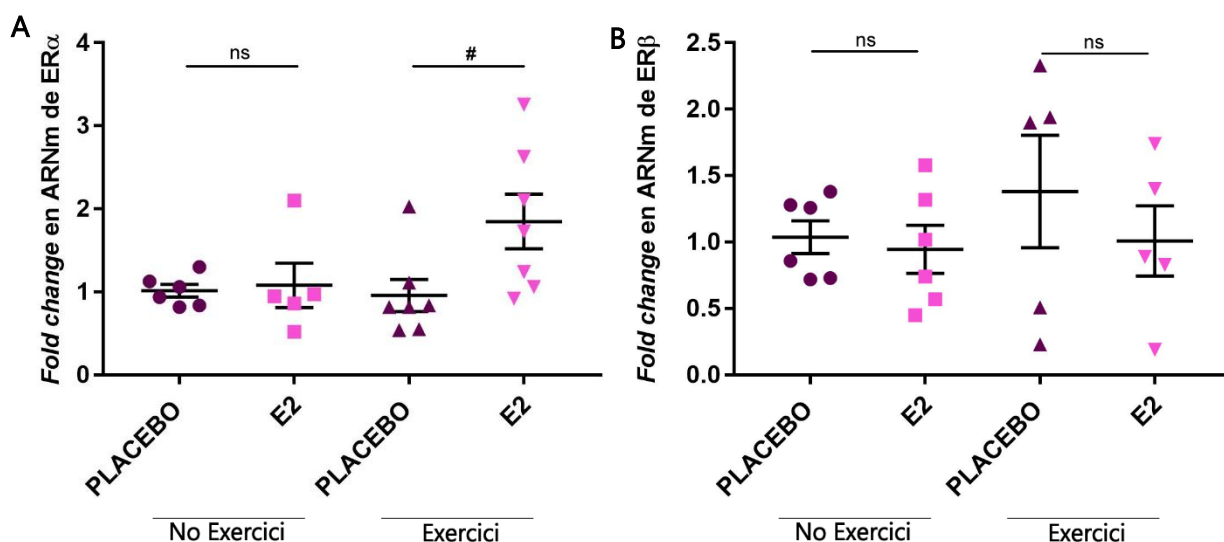 A
Fold change en ARNm de ERα
4
3
2
1
0
ns
#
PLACEBO
E2
PLACEBO
E2
No Exercici
Exercici
B
Fold change en ARNm de ERβ
2.5
2.0
1.5
1.0
0.5
0.0
ns
ns
PLACEBO
E2
PLACEBO
E2
No Exercici
Exercici